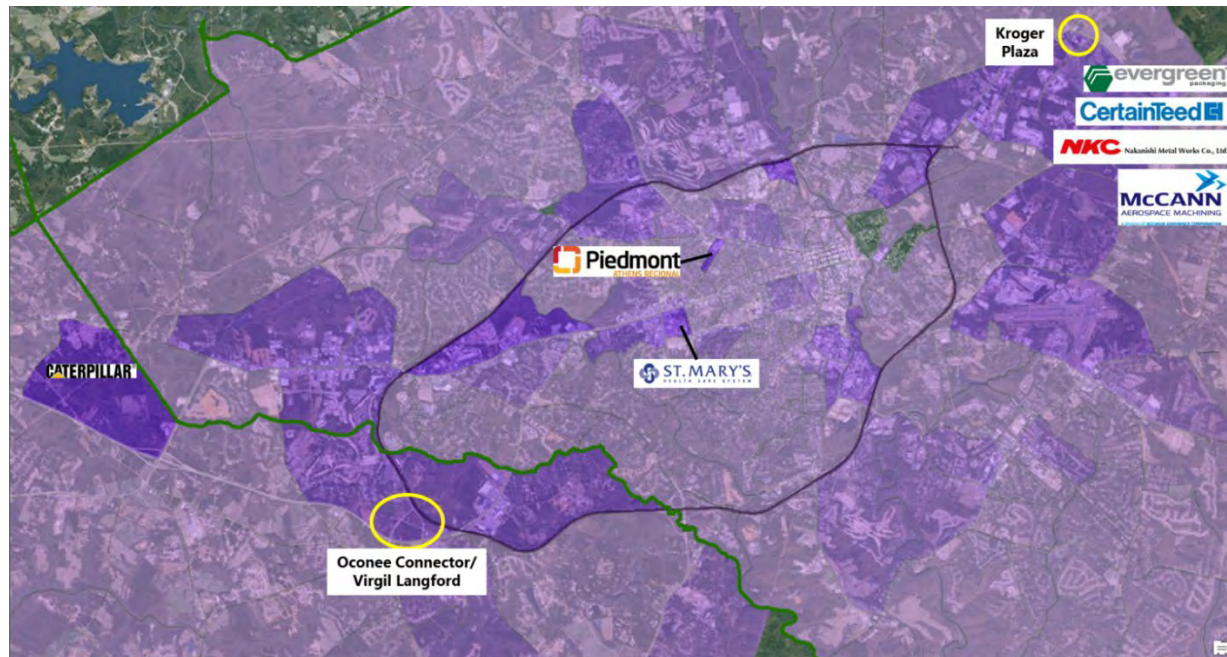 Kroger
Plaza
evergreen
packaging
CertainTeed
NKC Nakanishi Metal Works Co., Ltd
McCANN
AEROSPACE MACHINING
Piedmont
ATHENS REGIONAL
CATERPILLAR
ST. MARY'S
HEALTH CARE SYSTEM
Oconee Connector/
Virgil Langford